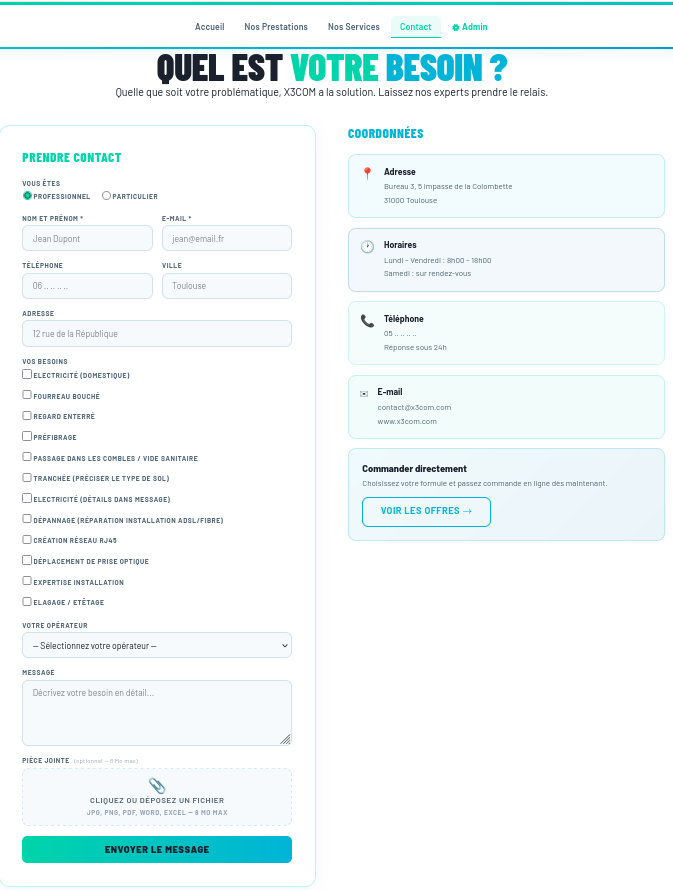 Accueil Nos Prestations Nos Services Contact Admin
QUEL EST VOTRE BESOIN ?
Quelle que soit votre problématique, X3COM a la solution. Laissez nos experts prendre le relais.
PRENDRE CONTACT
VOUS ÊTES
PROFESSIONNEL PARTICULIER
NOM ET PRÉNOM * E-MAIL *
Jean Dupont jean@email.fr
TÉLÉPHONE VILLE
06 .. .. .. .. Toulouse
ADRESSE
12 rue de la République
VOS BESOINS
ELECTRICITÉ (DOMESTIQUE)
FOURREAU BOUCHÉ
REGARD ENTERRÉ
PRÉFIBRAGE
PASSAGE DANS LES COMBLES / VIDE SANITAIRE
TRANCHÉE (PRÉCISER LE TYPE DE SOL)
ELECTRICITÉ (DÉTAILS DANS MESSAGE)
DÉPANNAGE (RÉPARATION INSTALLATION ADSL/FIBRE)
CRÉATION RÉSEAU RJ45
DÉPLACEMENT DE PRISE OPTIQUE
EXPERTISE INSTALLATION
ELAGAGE / ETÊTAGE
VOTRE OPÉRATEUR
— Sélectionnez votre opérateur —
MESSAGE
Décrivez votre besoin en détail...
PIÈCE JOINTE (optionnel — 8 Mo max)
CLIQUEZ OU DÉPOSEZ UN FICHIER
JPG, PNG, PDF, WORD, EXCEL — 8 MO MAX
ENVOYER LE MESSAGE
COORDONNÉES
Adresse
Bureau 3, 5 Impasse de la Colombette
31000 Toulouse
Horaires
Lundi – Vendredi : 8h00 – 18h00
Samedi : sur rendez-vous
Téléphone
05 .. .. .. ..
Réponse sous 24h
E-mail
contact@x3com.com
www.x3com.com
Commander directement
Choisissez votre formule et passez commande en ligne dès maintenant.
VOIR LES OFFRES →